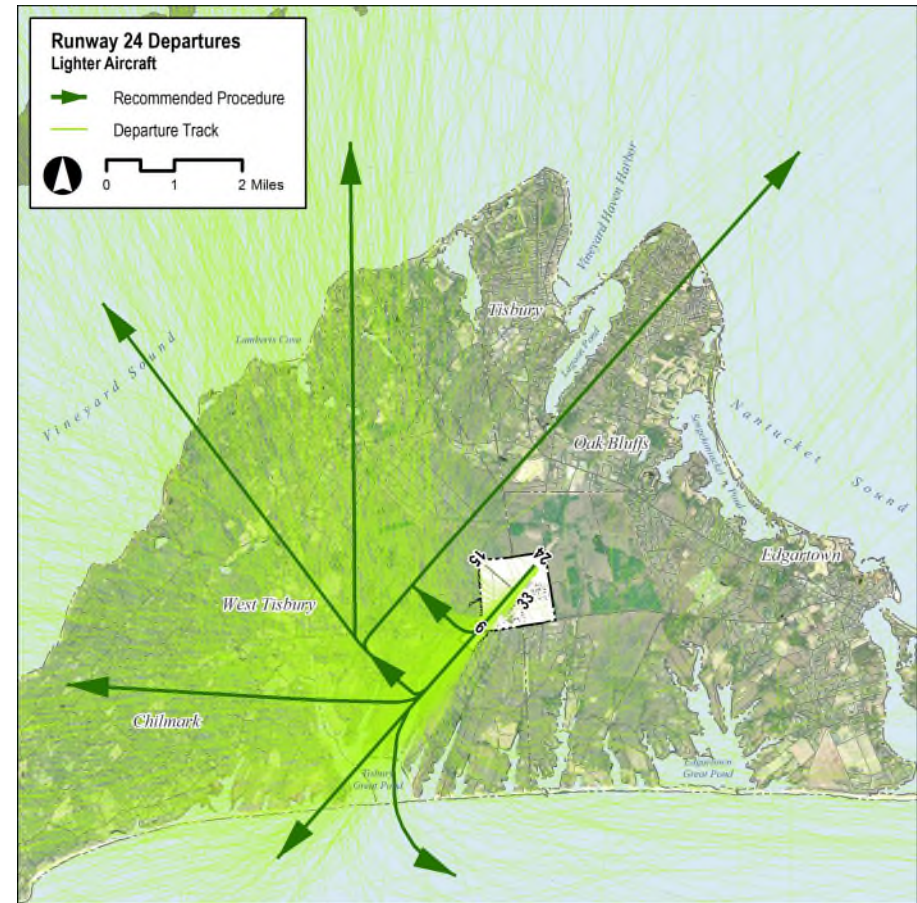 Runway 24 Departures
Lighter Aircraft
Recommended Procedure
Departure Track
0 1 2 Miles
Vineyard Haven Harbor
Tisbury
Lamberts Cove
Lagoon Pond
Vineyard Sound
Nantucket Sound
Oak Bluffs
Sengekontacket Pond
Edgartown
15
24
33
6
West Tisbury
Chilmark
Tisbury
Great Pond
Edgartown
Great Pond